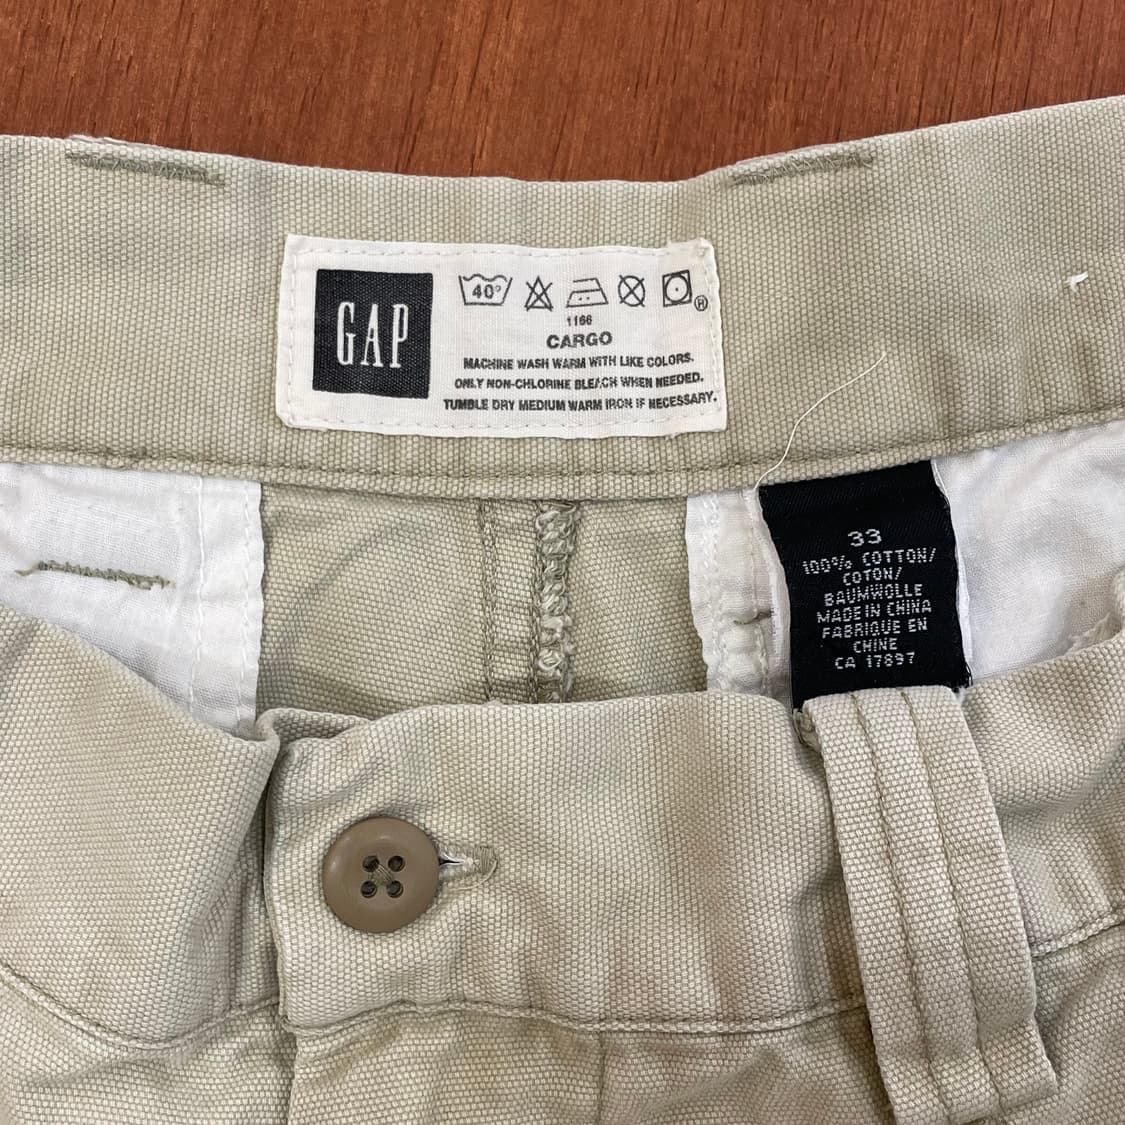 GAP
40°
®
1166
CARGO
MACHINE WASH WARM WITH LIKE COLORS.
ONLY NON-CHLORINE BLEACH WHEN NEEDED.
TUMBLE DRY MEDIUM WARM IRON IF NECESSARY.
33
100% COTTON/
COTON/
BAUMWOLLE
MADE IN CHINA
FABRIQUE EN
CHINE
CA 17897